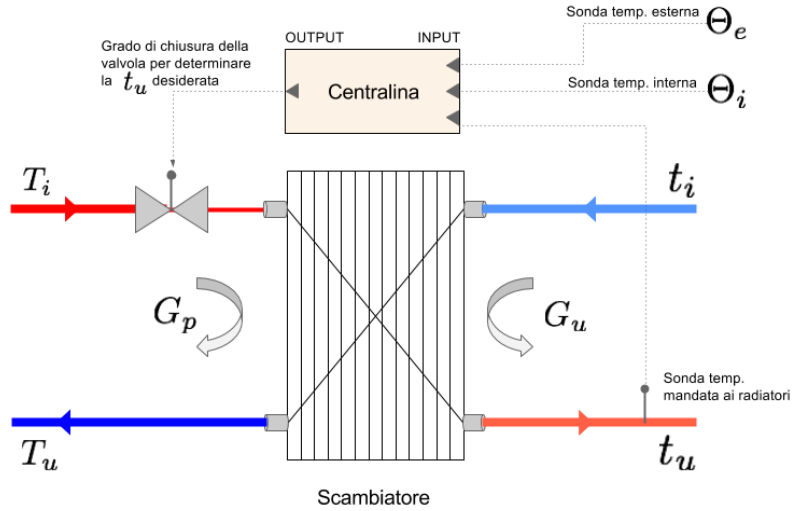 Sonda temp. esterna
Θe
OUTPUT
INPUT
Grado di chiusura della
valvola per determinare
la tu desiderata
Centralina
Sonda temp. interna
Θi
Ti
ti
Gp
Gu
Sonda temp.
mandata ai radiatori
Tu
tu
Scambiatore